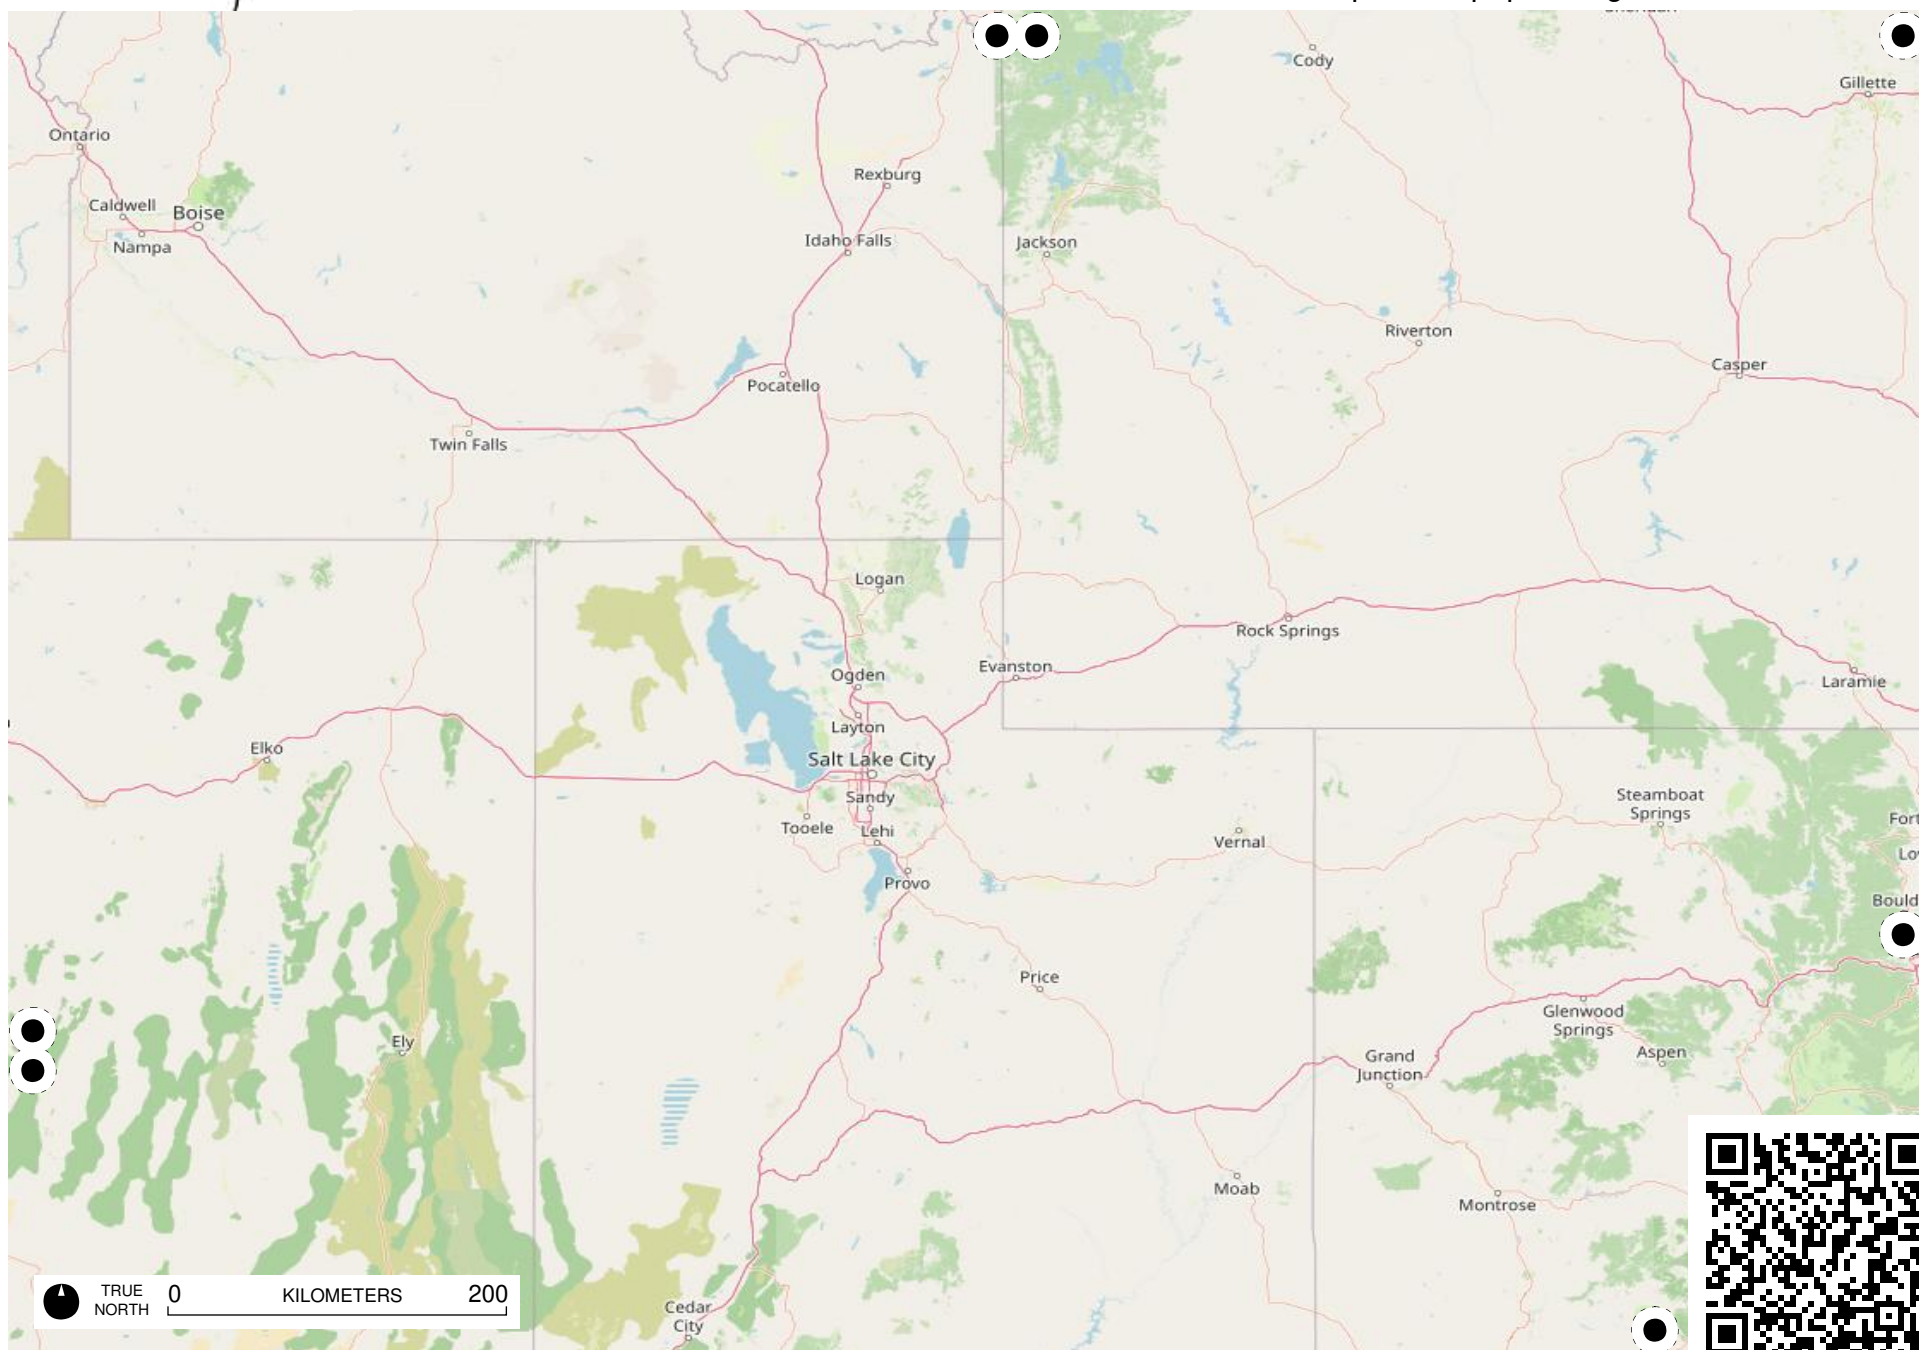 Cody
Gillette
Ontario
Rexburg
Caldwell
Boise
Nampa
Idaho Falls
Jackson
Riverton
Casper
Pocatello
Twin Falls
Logan
Rock Springs
Evanston
Ogden
Laramie
Layton
Elko
Salt Lake City
Sandy
Steamboat
Springs
Tooele
Lehi
Vernal
Provo
Price
Glenwood
Springs
Ely
Aspen
Grand
Junction
Moab
Montrose
TRUE
NORTH
0
KILOMETERS
200
Cedar
City